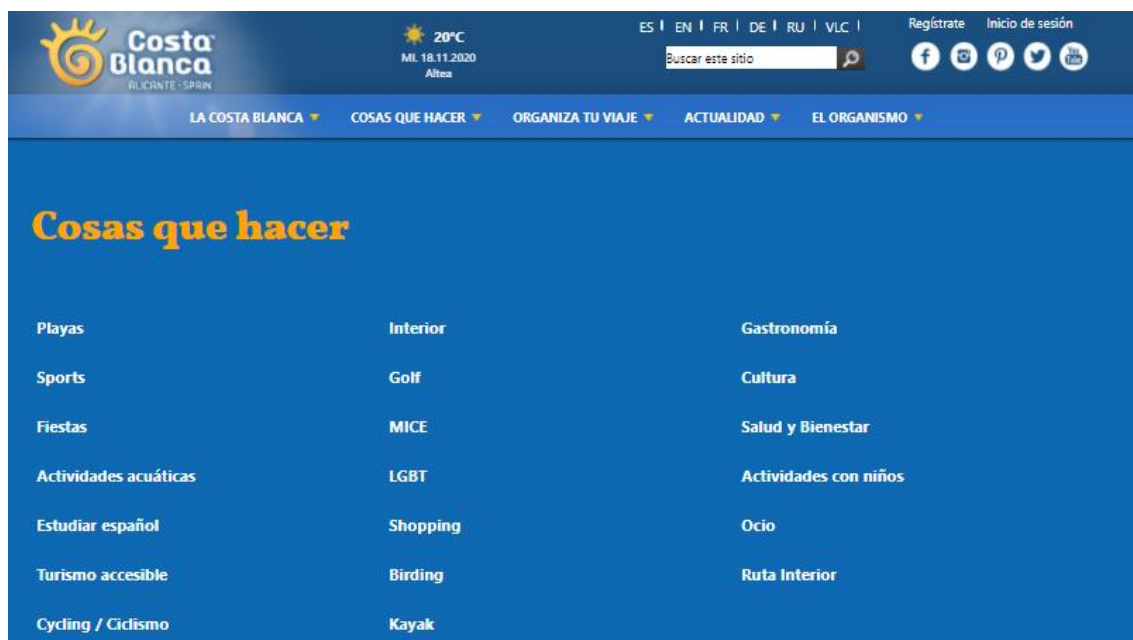 Costa
Blanca
ALICANTE - SPAIN
20°C
MI. 18.11.2020
Altea
ES | EN | FR | DE | RU | VLC |
Regístrate Inicio de sesión
Buscar este sitio
You Tube
LA COSTA BLANCA COSAS QUE HACER ORGANIZA TU VIAJE ACTUALIDAD EL ORGANISMO
Cosas que hacer
Playas Interior Gastronomía
Sports Golf Cultura
Fiestas MICE Salud y Bienestar
Actividades acuáticas LGBT Actividades con niños
Estudiar español Shopping Ocio
Turismo accesible Birding Ruta Interior
Cycling / Ciclismo Kayak